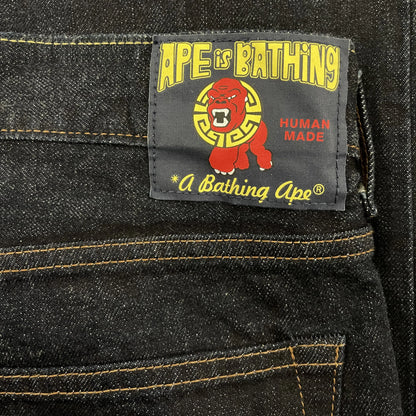 APE is BATHiNg
HUMAN
MADE
*A Bathing Ape®